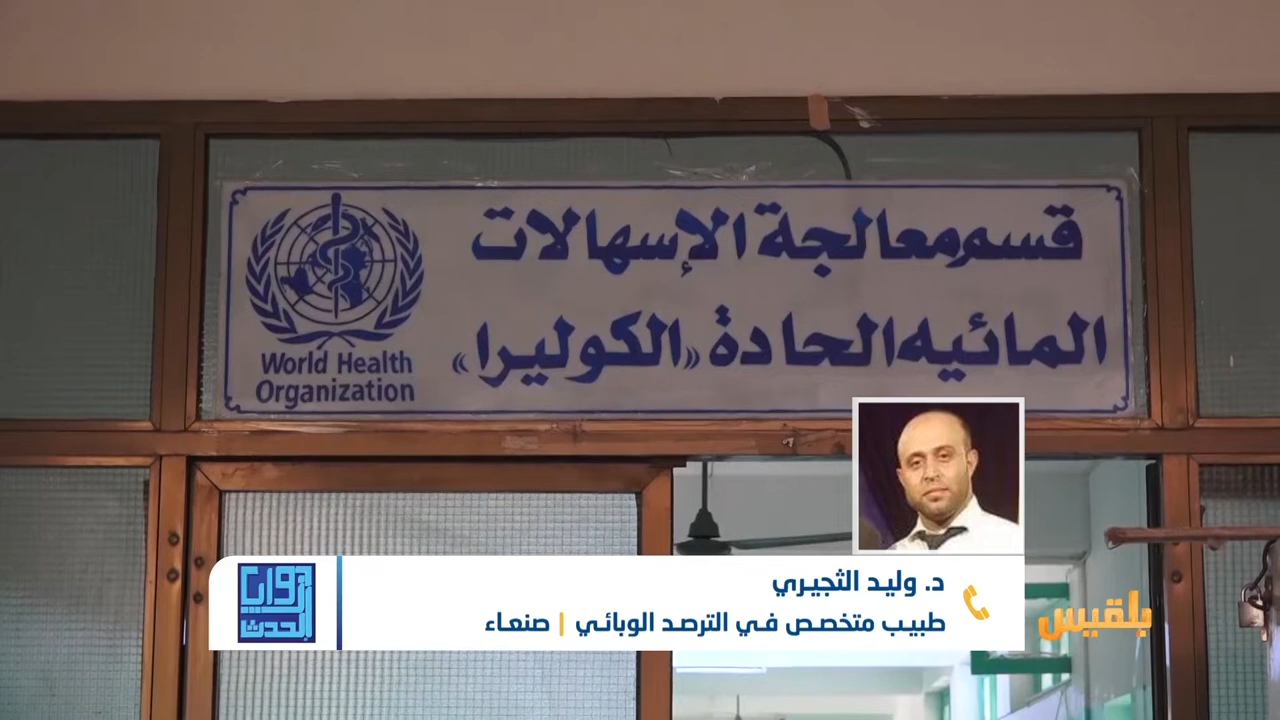 قسم معالجة الإسهالات
المائيه الحادة «الكوليرا»
World Health
Organization
د. وليد الثجيري
طبيب متخصص في الترصد الوبائي | صنعاء
بلقيس
زوايا
الحدث